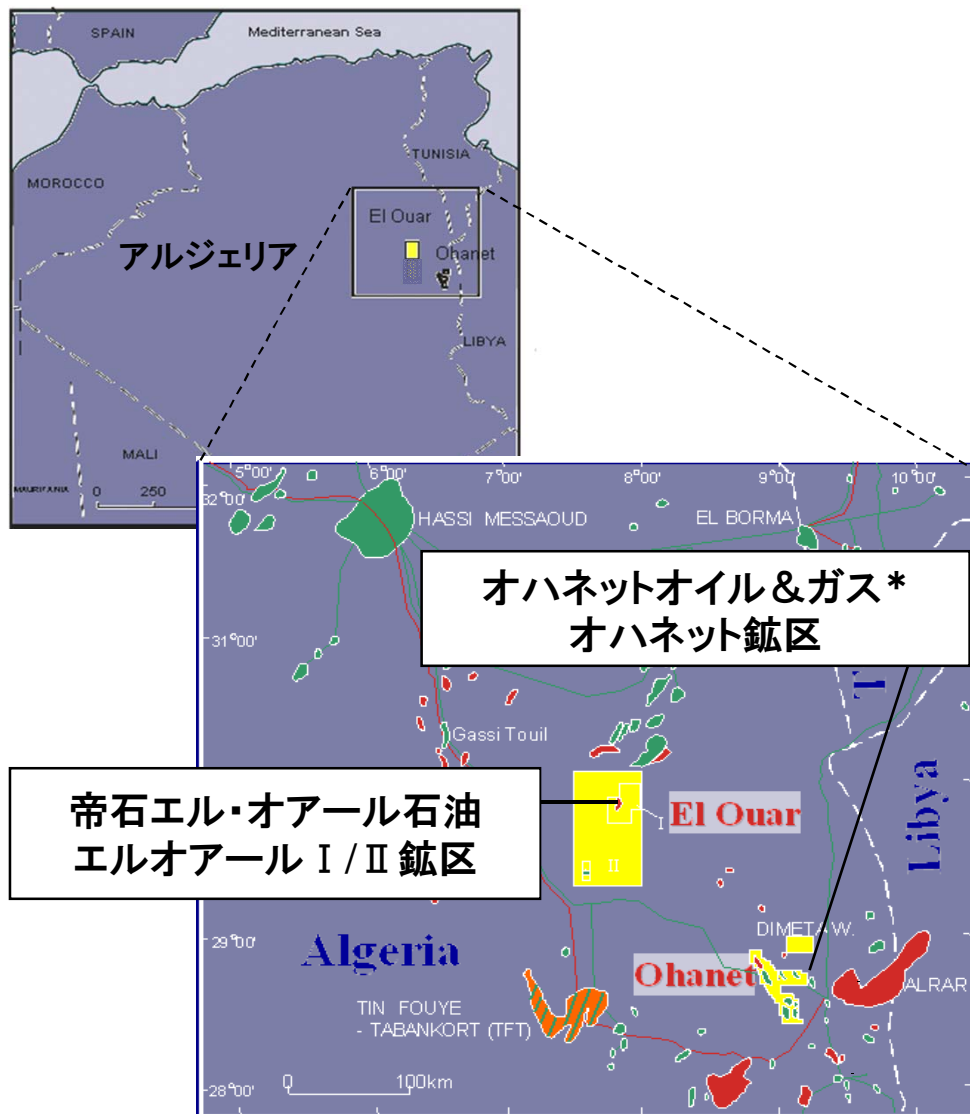 SPAIN
Mediterranean Sea
TUNISIA
MOROCCO
El Ouar
アルジェリア
Ohanet
LIBYA
MALI
MAURITANIA
0 250
5°00' 6°00' 7°00' 8°00' 9°00' 10°00'
32°00'
HASSI MESSAOUD
EL BORMA
オハネットオイル&ガス*
オハネット鉱区
31°00'
T
Gassi Touil
Libya
帝石エル・オアール石油
エルオアールⅠ/Ⅱ鉱区
I
El Ouar
II
DIMETA W.
29°00'
Algeria
Ohanet
ALRAR
TIN FOUYE
- TABANKORT (TFT)
0 100km
28°00'